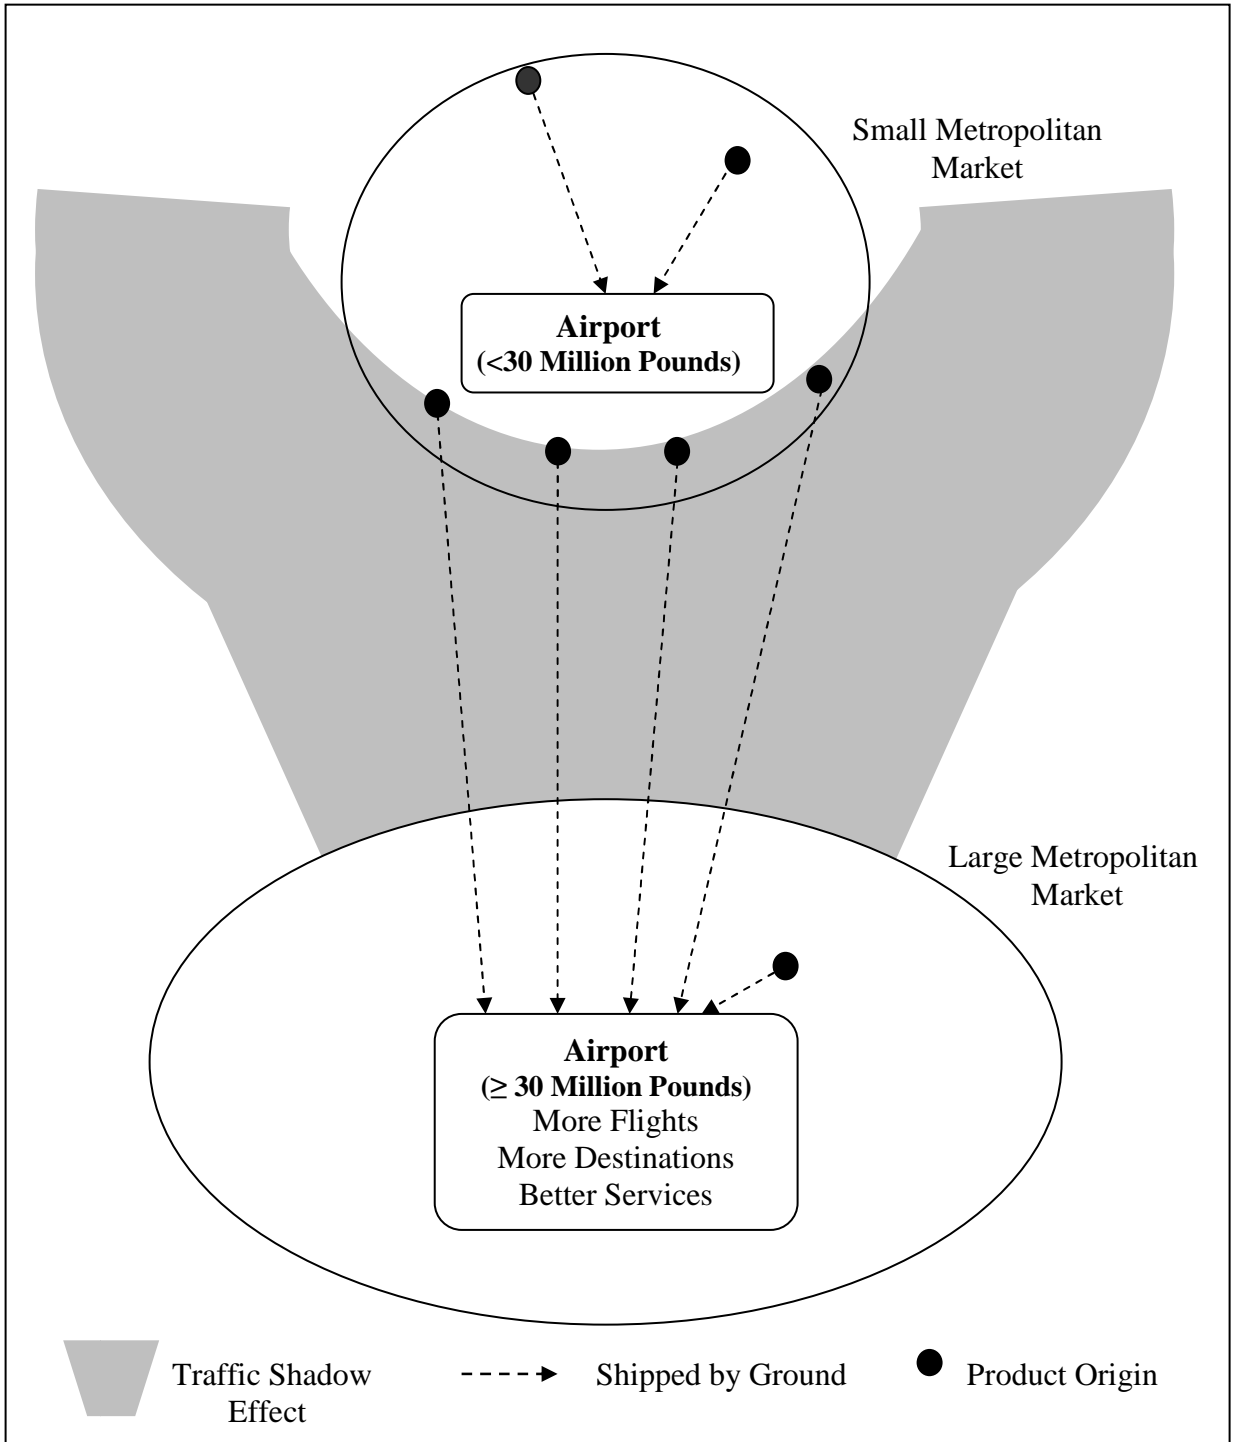 Small Metropolitan
Market
Airport
(<30 Million Pounds)
Large Metropolitan
Market
Airport
(≥ 30 Million Pounds)
More Flights
More Destinations
Better Services
Traffic Shadow
Effect
Shipped by Ground
Product Origin